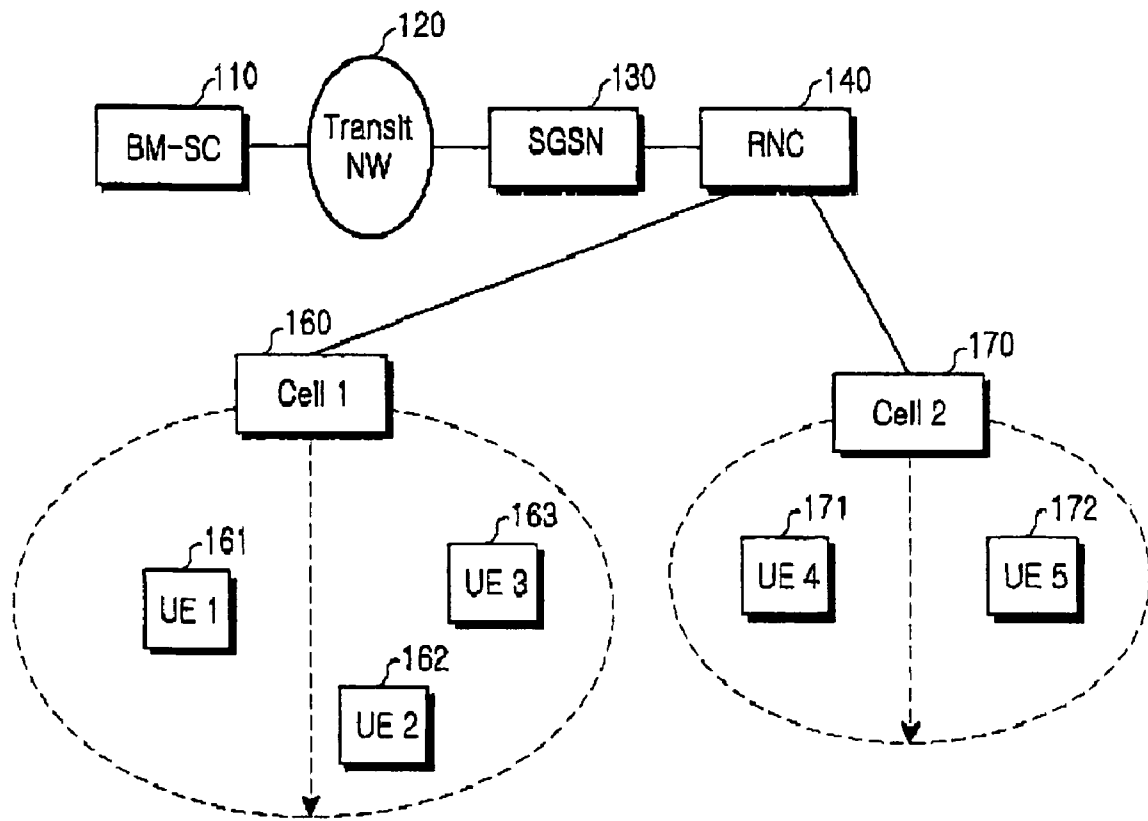 120
110
130
140
BM-SC
Transit
NW
SGSN
RNC
160
170
Cell 1
Cell 2
163
171
172
161
UE 3
UE 4
UE 5
UE 1
162
UE 2